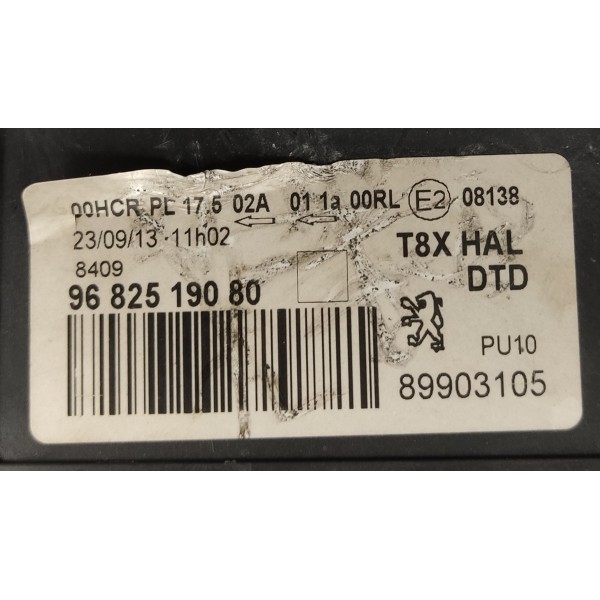 00HCR PL 17.5 02A 01 1a 00RL E2 08138
23/09/13 -11h02
T8X HAL
8409
DTD
96 825 190 80
PU10
89903105